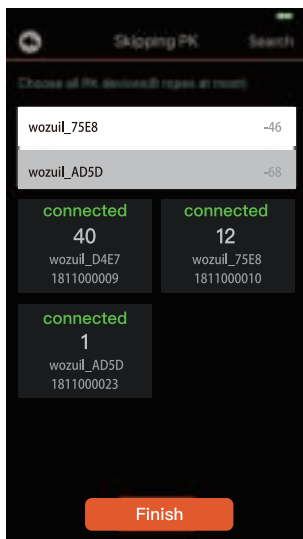 Skipping PK
Search
Choose all PK devices(6 ropes at most)
wozuil_75E8
-46
wozuil_AD5D
-68
connected
40
wozuil_D4E7
1811000009
connected
12
wozuil_75E8
1811000010
connected
1
wozuil_AD5D
1811000023
Finish